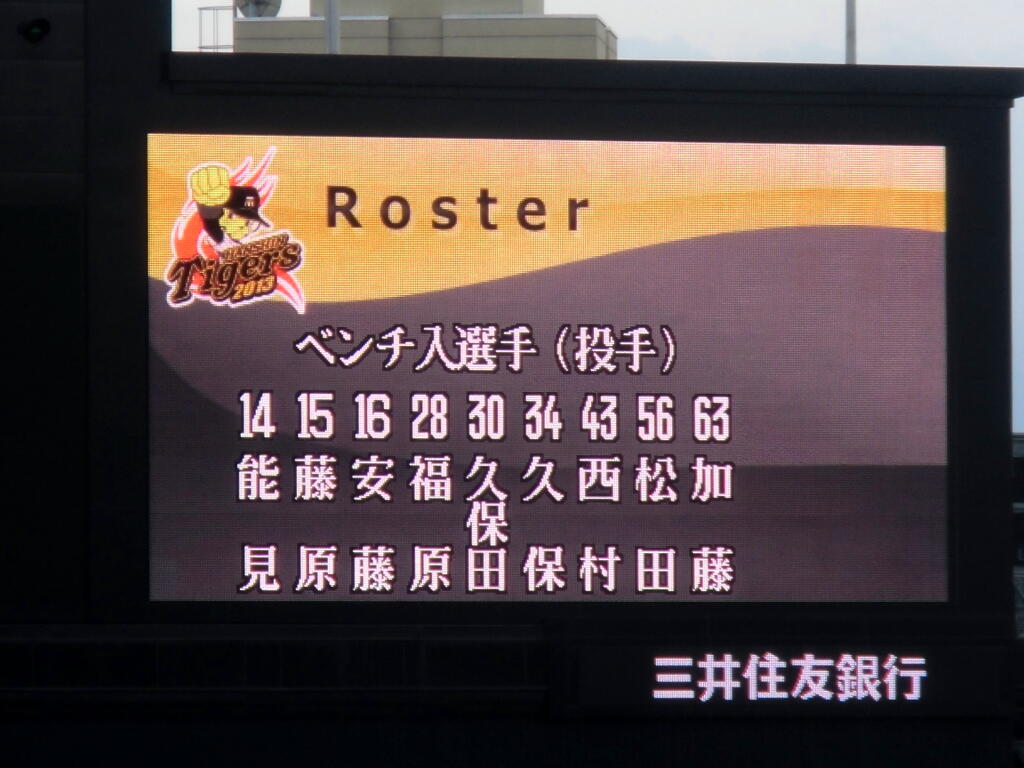 Roster
HANSHIN
Tigers
2013
ベンチ入選手（投手）
14 15 16 28 30 34 43 56 63
能見 藤原 安藤 福原 久保田 久保 西村 松田 加藤
三井住友銀行